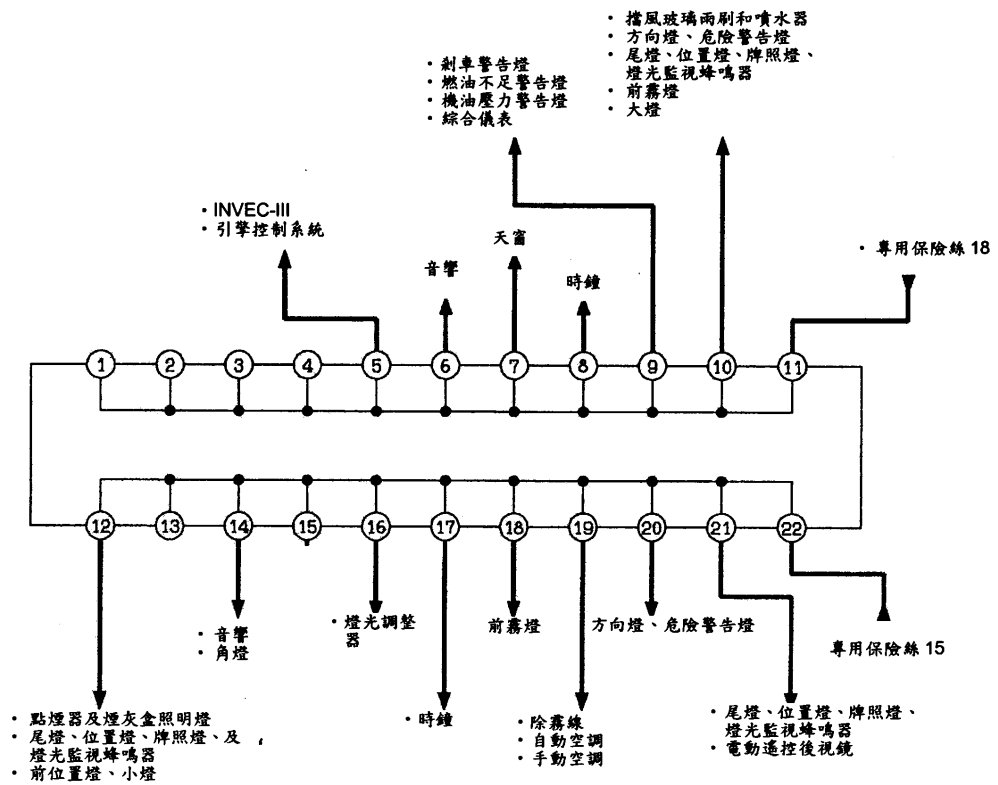 · 擋風玻璃雨刷和噴水器
· 方向燈、危險警告燈
· 尾燈、位置燈、牌照燈、
燈光監視蜂鳴器
· 前霧燈
· 大燈
· 剎車警告燈
· 燃油不足警告燈
· 機油壓力警告燈
· 綜合儀表
· INVEC-III
· 引擎控制系統
音響
天窗
時鐘
· 專用保險絲 18
1 2 3 4 5 6 7 8 9 10 11
12 13 14 15 16 17 18 19 20 21 22
· 音響
· 角燈
· 燈光調整
器
前霧燈
方向燈、危險警告燈
專用保險絲 15
· 點煙器及煙灰盒照明燈
· 尾燈、位置燈、牌照燈、及
燈光監視蜂鳴器
· 前位置燈、小燈
· 時鐘
· 除霧線
· 自動空調
· 手動空調
· 尾燈、位置燈、牌照燈、
燈光監視蜂鳴器
· 電動遙控後視鏡